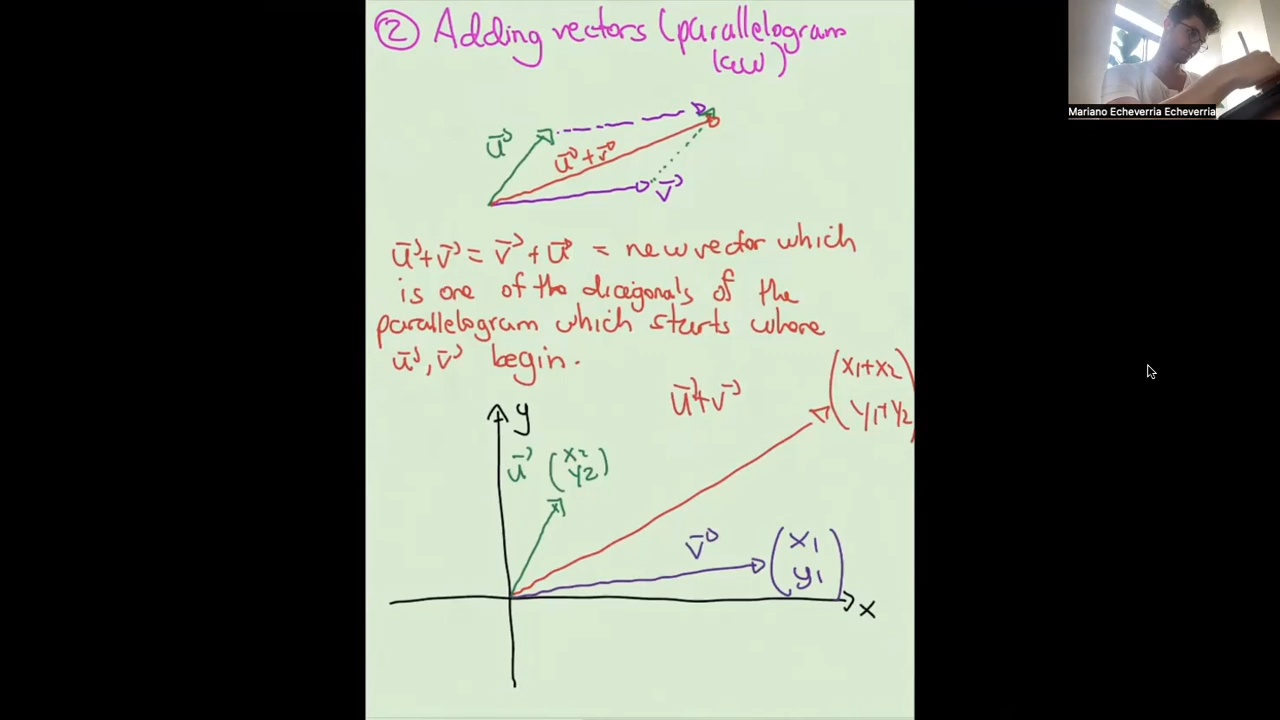 ② Adding vectors (parallelogram
law)
Mariano Echeverria Echeverria
u⃗
u⃗+v⃗
v⃗
u⃗+v⃗ = v⃗+u⃗ = new vector which
is one of the diagonals of the
parallelogram which starts where
u⃗, v⃗ begin.
(x1+x2
y1+y2)
u⃗+v⃗
y
u⃗ (x2
y2)
v⃗ (x1
y1)
x